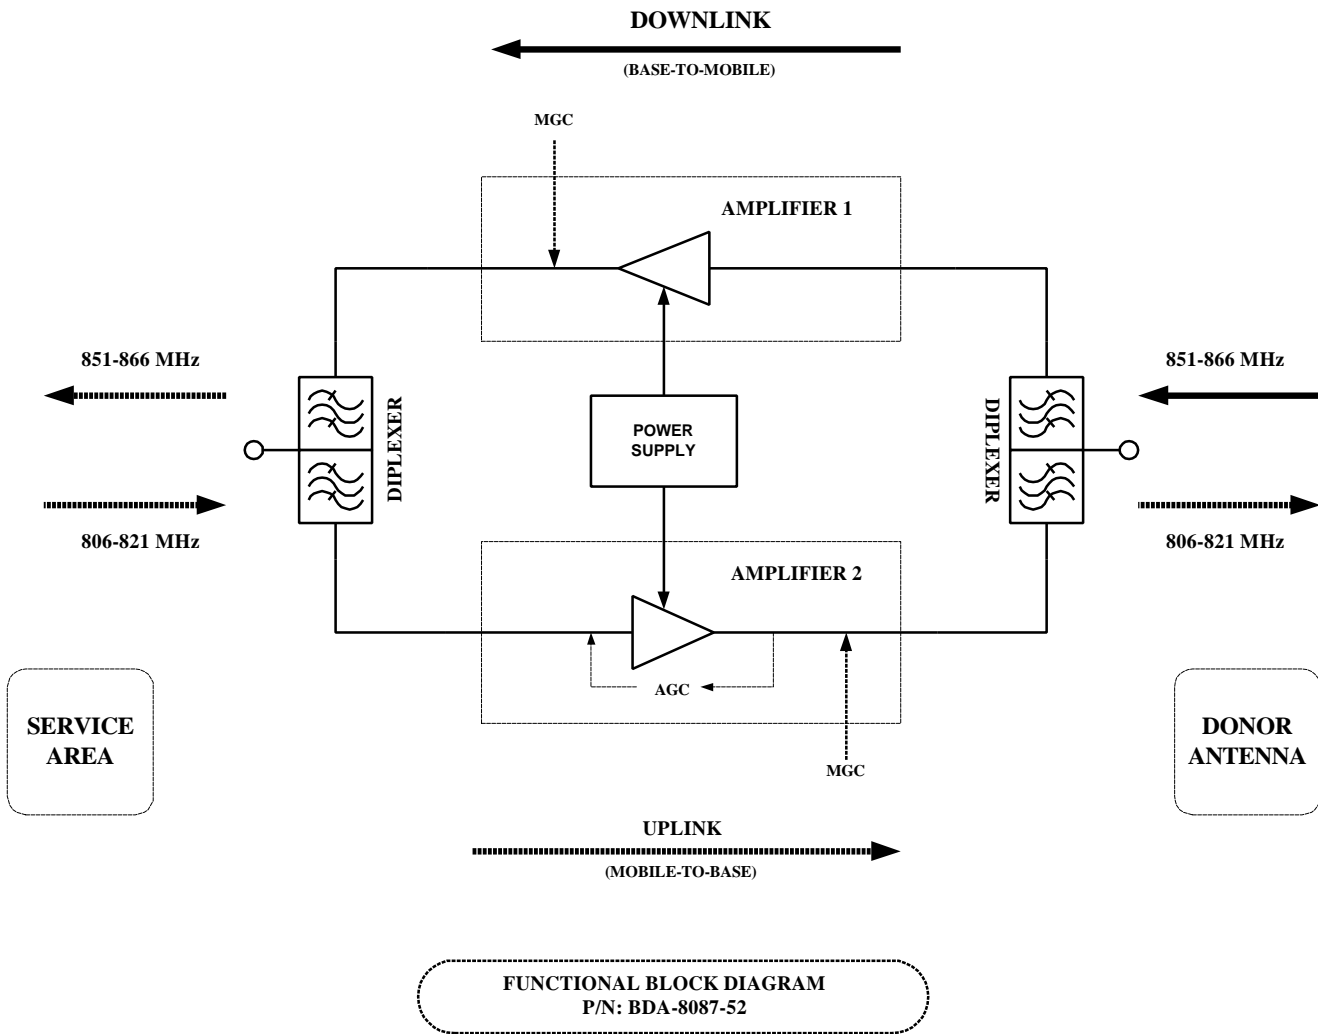 DOWNLINK
(BASE-TO-MOBILE)
MGC
AMPLIFIER 1
851-866 MHz
851-866 MHz
DIPLEXER
POWER
SUPPLY
DIPLEXER
806-821 MHz
806-821 MHz
AMPLIFIER 2
AGC
SERVICE
AREA
DONOR
ANTENNA
MGC
UPLINK
(MOBILE-TO-BASE)
FUNCTIONAL BLOCK DIAGRAM
P/N: BDA-8087-52